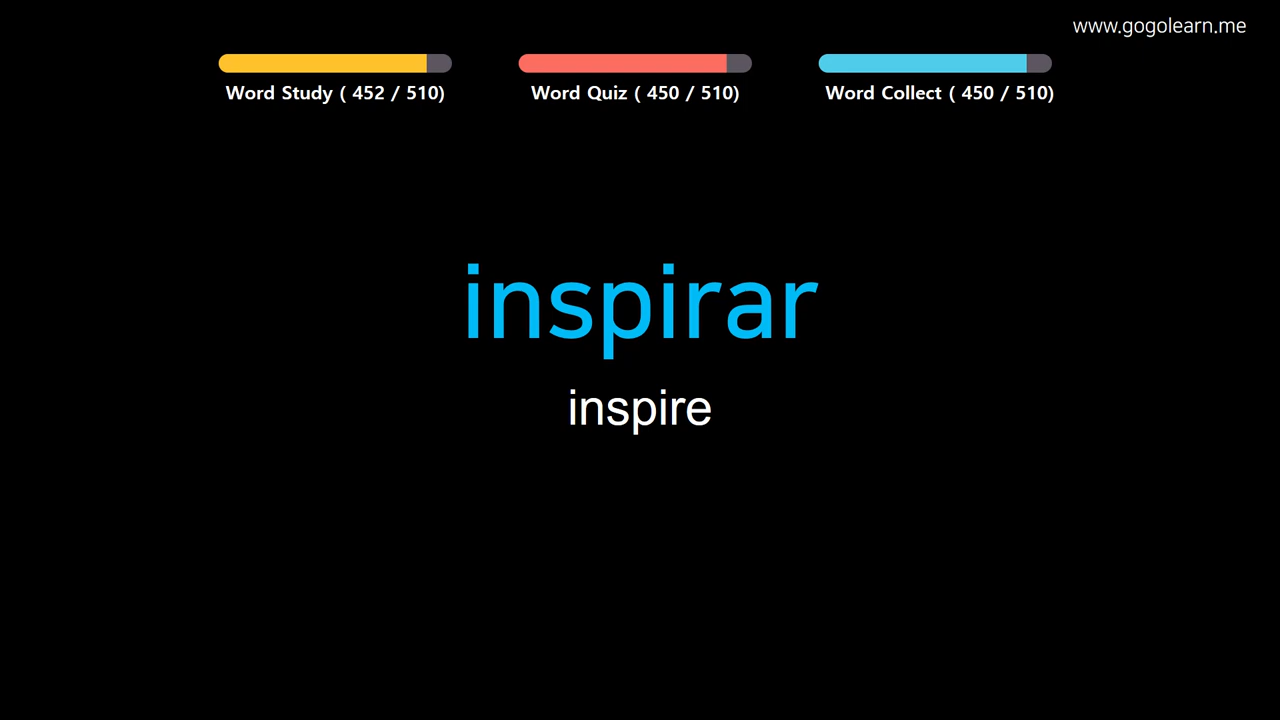 www.gogolearn.me
Word Study ( 452 / 510)
Word Quiz ( 450 / 510)
Word Collect ( 450 / 510)
inspirar
inspire